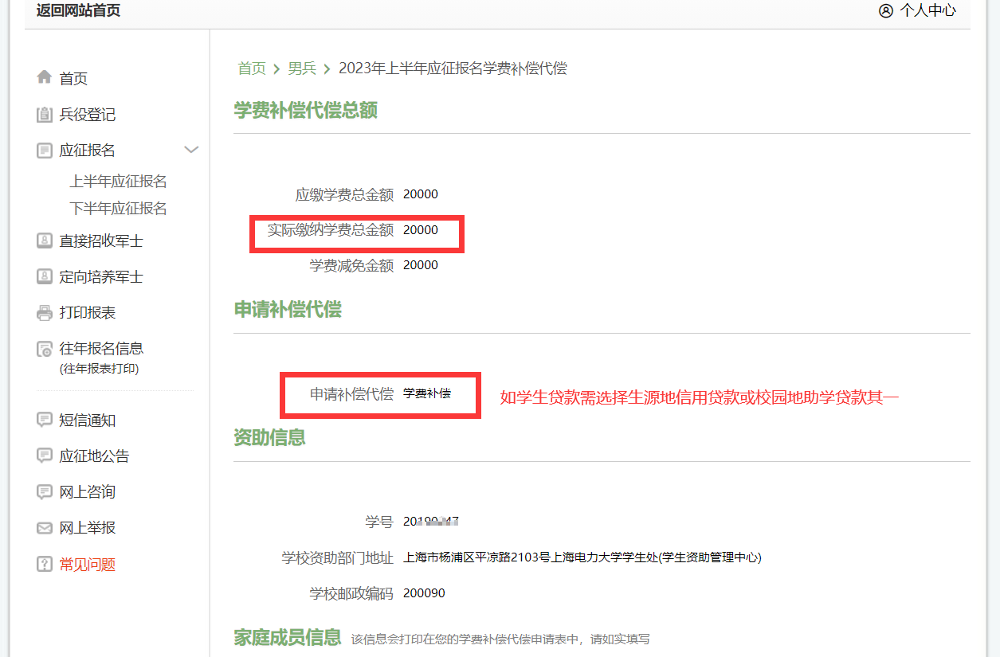 返回网站首页
个人中心
首页
兵役登记
应征报名
上半年应征报名
下半年应征报名
直接招收军士
定向培养军士
打印报表
往年报名信息
(往年报表打印)
短信通知
应征地公告
网上咨询
网上举报
常见问题
首页 > 男兵 > 2023年上半年应征报名学费补偿代偿
学费补偿代偿总额
应缴学费总金额 20000
实际缴纳学费总金额 20000
学费减免金额 20000
申请补偿代偿
申请补偿代偿 学费补偿
如学生贷款需选择生源地信用贷款或校园地助学贷款其一
资助信息
学号
学校资助部门地址 上海市杨浦区平凉路2103号上海电力大学学生处(学生资助管理中心)
学校邮政编码 200090
家庭成员信息 该信息会打印在您的学费补偿代偿申请表中，请如实填写